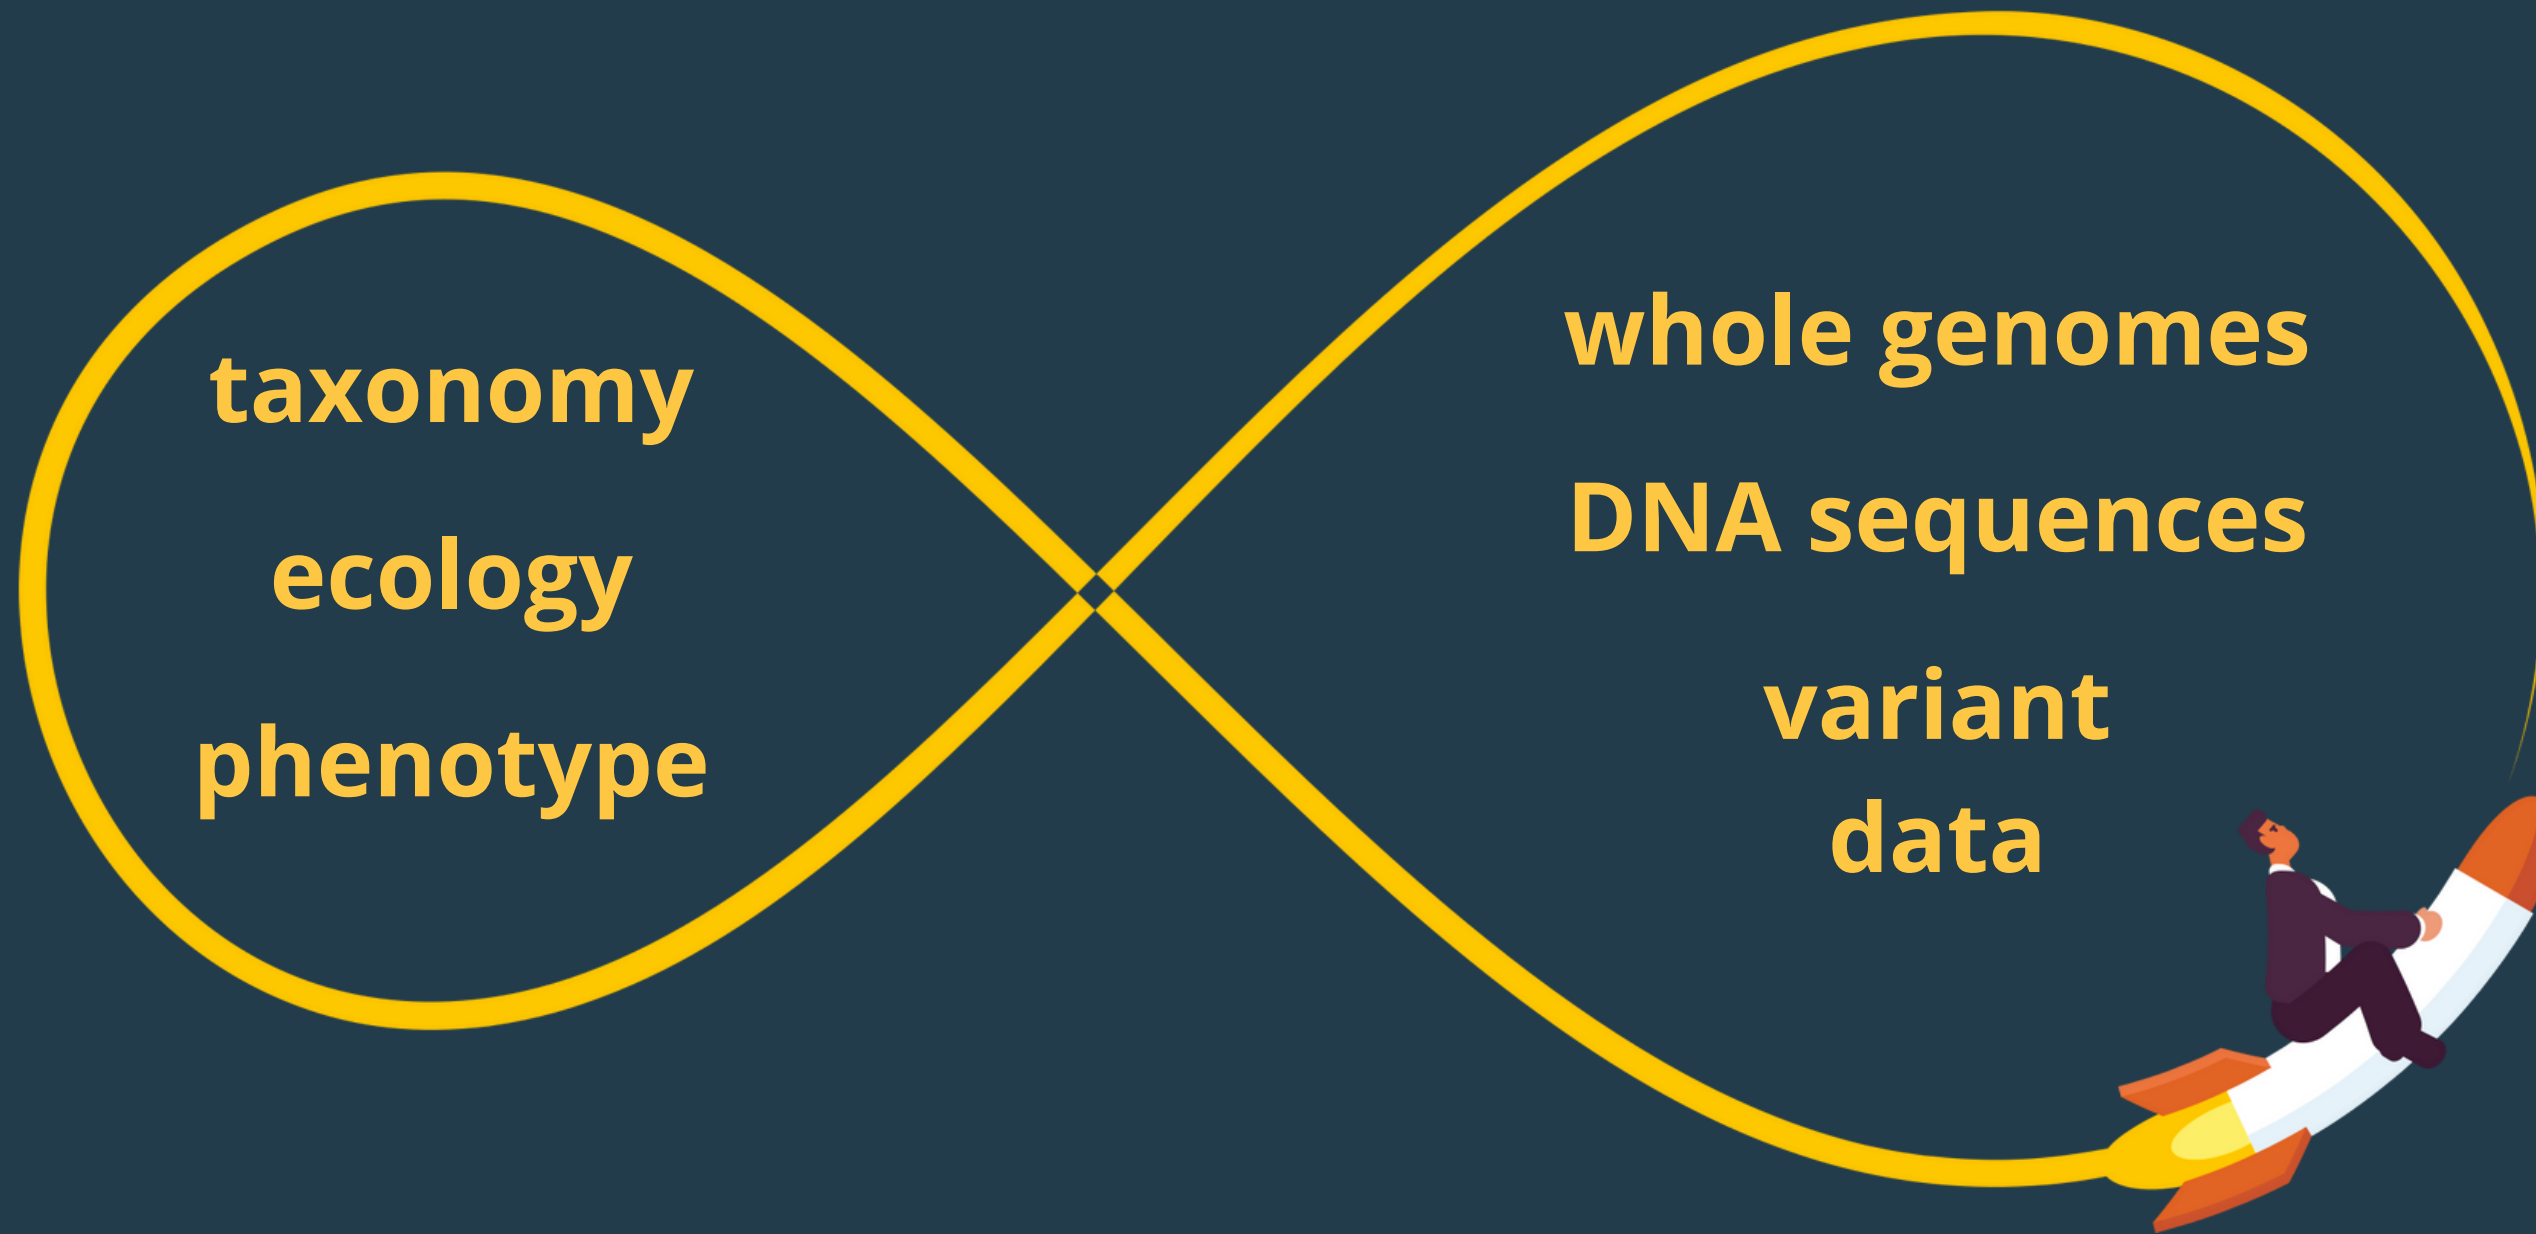 taxonomy
ecology
phenotype
whole genomes
DNA sequences
variant
data